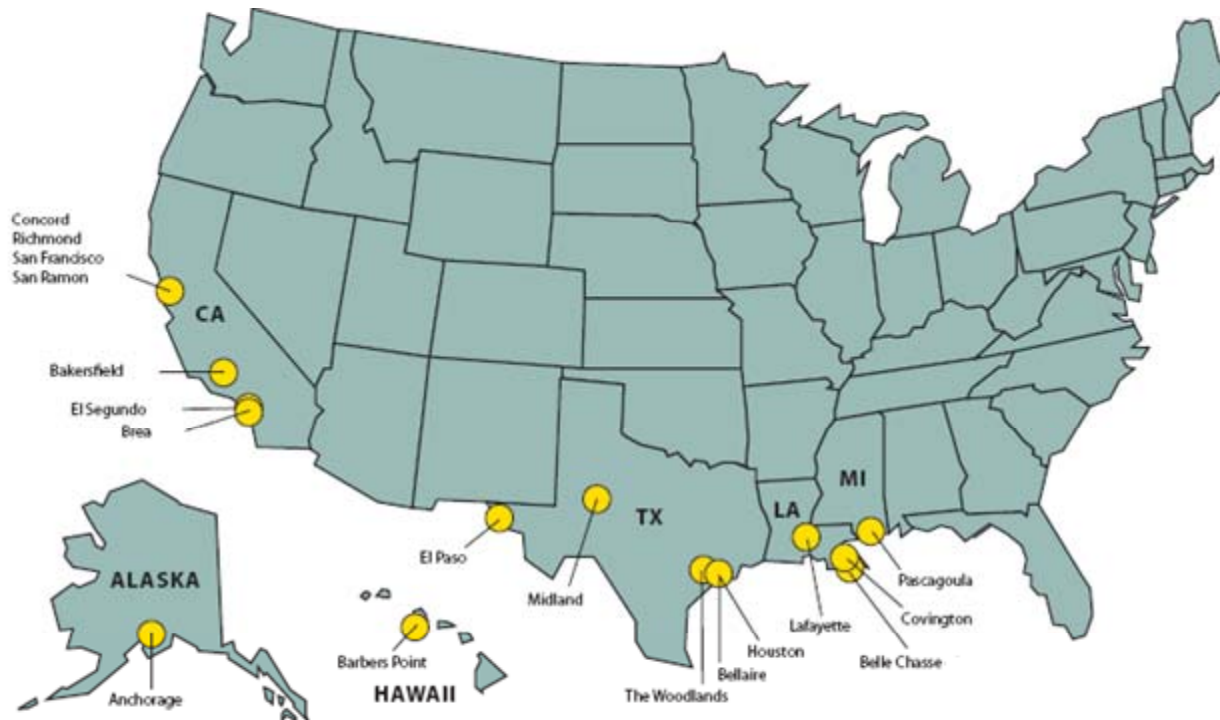 Concord
Richmond
San Francisco
San Ramon
CA
Bakersfield
El Segundo
Brea
MI
LA
TX
El Paso
Midland
ALASKA
Pascagoula
Covington
Lafayette
Houston
Belle Chasse
Barbers Point
Bellaire
HAWAII
The Woodlands
Anchorage